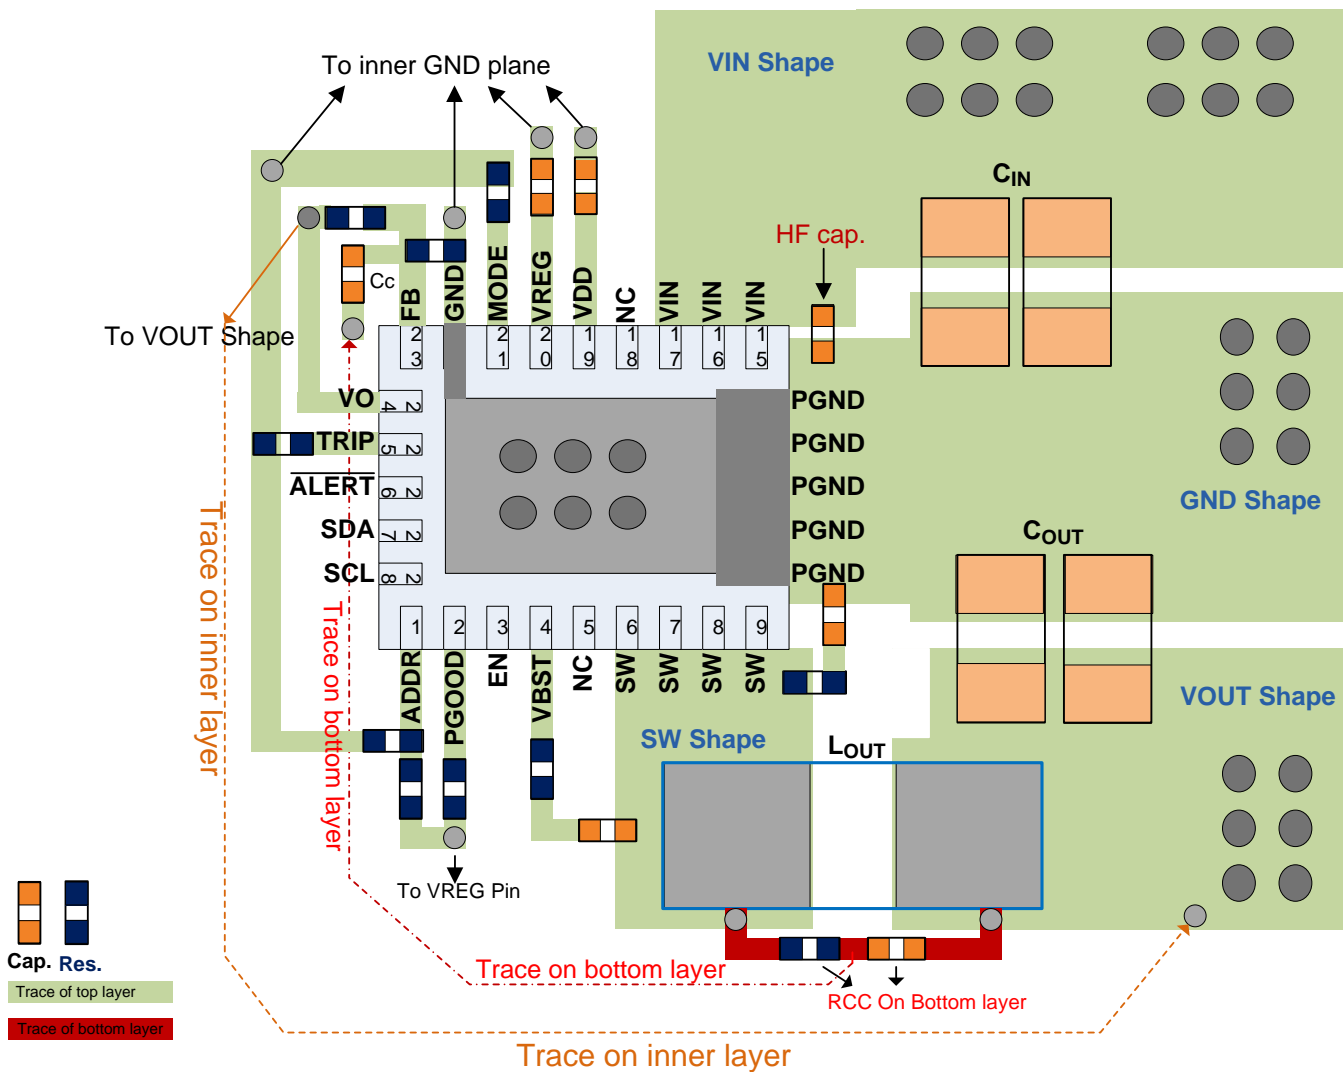 To inner GND plane
VIN Shape
C_IN
HF cap.
Cc
FB
GND
MODE
VREG
VDD
NC
VIN
VIN
VIN
To VOUT Shape
23
21
20
19
18
17
16
15
VO
24
PGND
TRIP
25
PGND
ALERT
26
PGND
GND Shape
SDA
27
PGND
C_OUT
SCL
28
PGND
1
2
3
4
5
6
7
8
9
ADDR
PGOOD
EN
VBST
NC
SW
SW
SW
SW
VOUT Shape
SW Shape
L_OUT
Trace on inner layer
Trace on bottom layer
To VREG Pin
Cap.
Res.
Trace on bottom layer
Trace of top layer
RCC On Bottom layer
Trace of bottom layer
Trace on inner layer